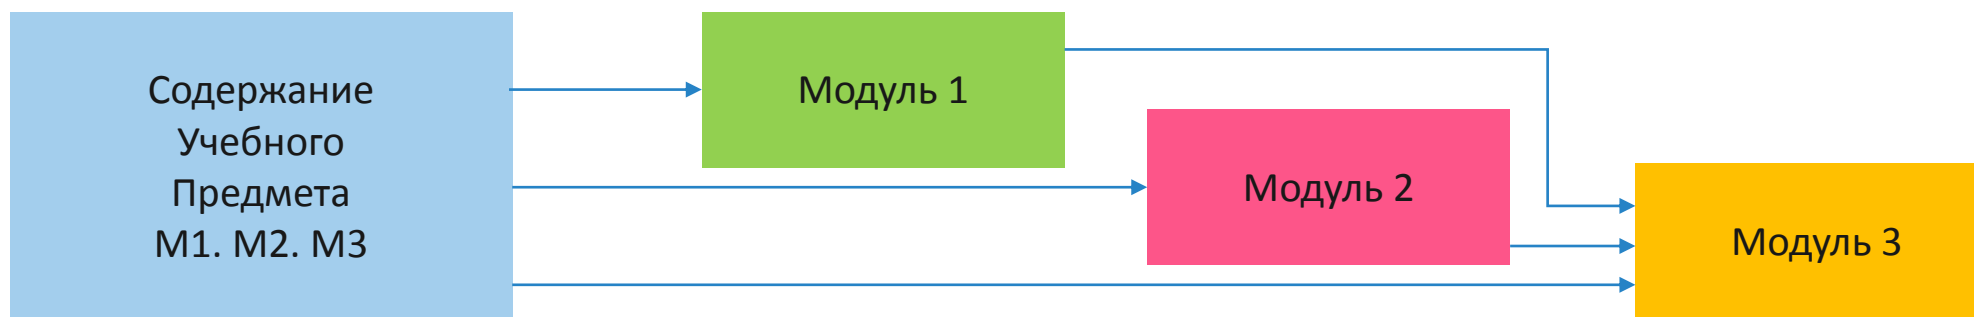 Содержание
Учебного
Предмета
М1. М2. М3
Модуль 1
Модуль 2
Модуль 3